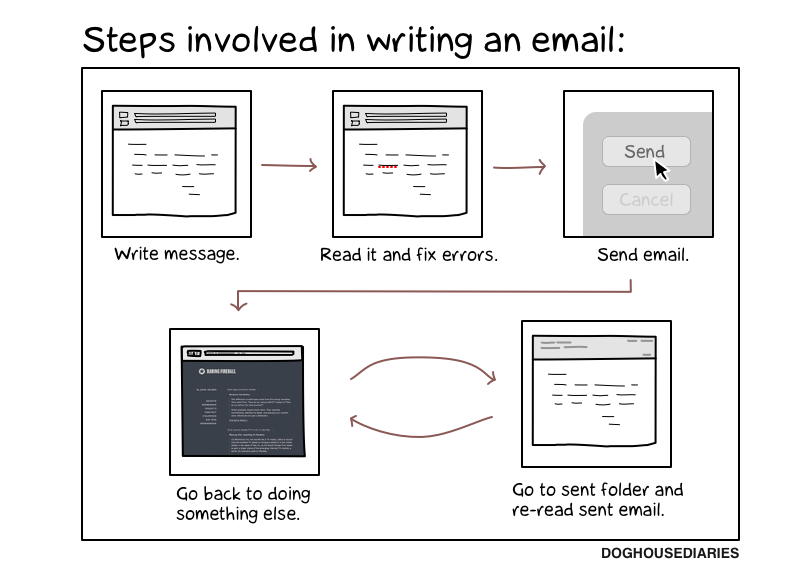 Steps involved in writing an email:
Write message.
Read it and fix errors.
Send
Cancel
Send email.
DARING FIREBALL
Go back to doing
something else.
Go to sent folder and
re-read sent email.
DOGHOUSEDIARIES